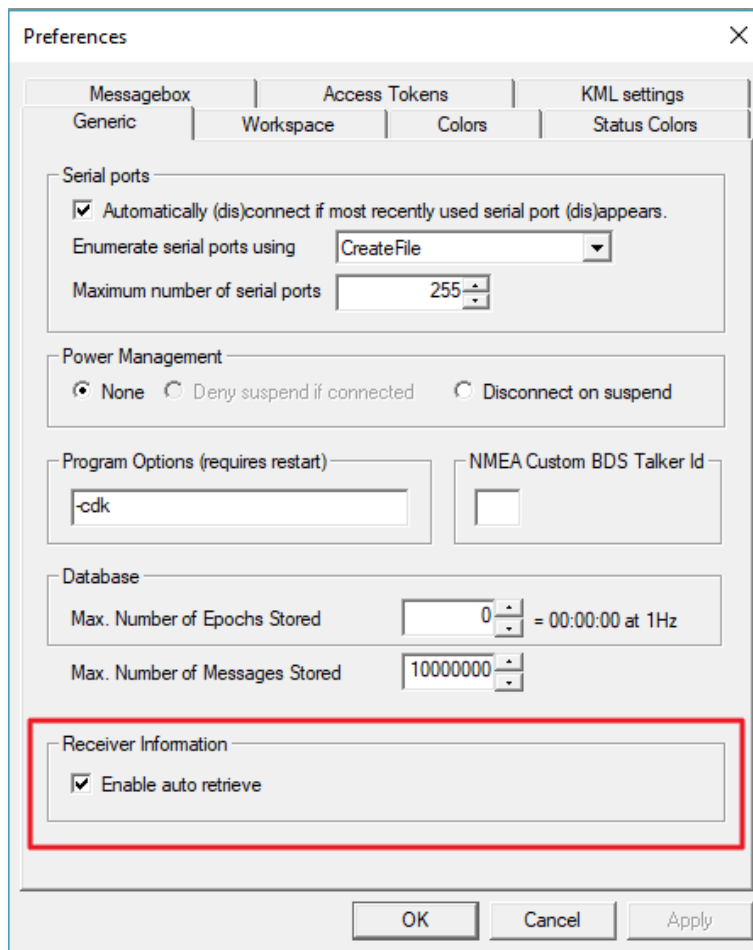 Preferences
Messagebox Access Tokens KML settings
Generic Workspace Colors Status Colors
Serial ports
Automatically (dis)connect if most recently used serial port (dis)appears.
Enumerate serial ports using CreateFile
Maximum number of serial ports 255
Power Management
None Deny suspend if connected Disconnect on suspend
Program Options (requires restart) NMEA Custom BDS Talker Id
-cdk
Database
Max. Number of Epochs Stored 0 = 00:00:00 at 1Hz
Max. Number of Messages Stored 10000000
Receiver Information
Enable auto retrieve
OK Cancel Apply